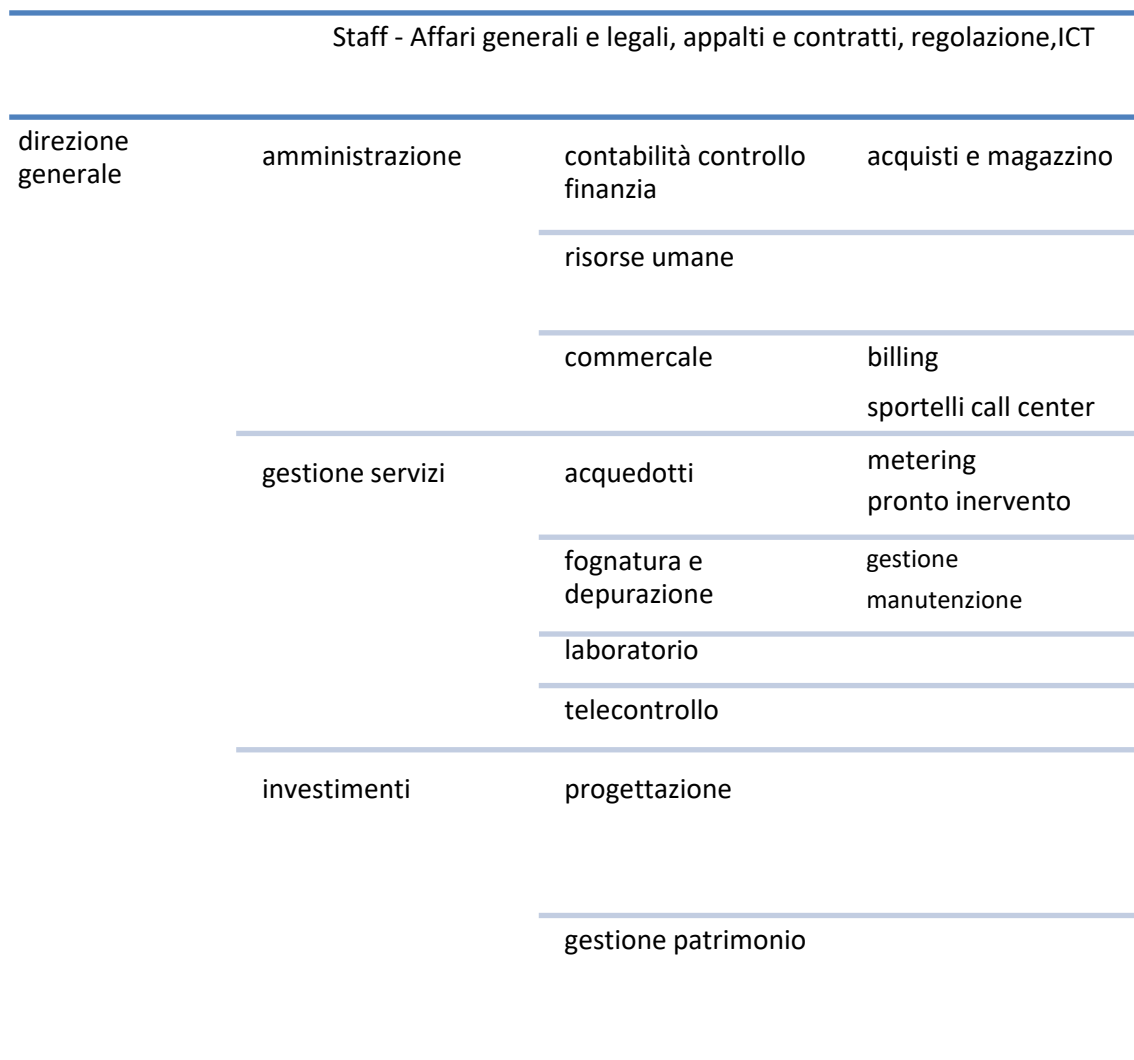 Staff - Affari generali e legali, appalti e contratti, regolazione,ICT
direzione
generale
amministrazione
contabilità controllo
finanzia
acquisti e magazzino
risorse umane
commercale
billing
sportelli call center
gestione servizi
acquedotti
metering
pronto inervento
fognatura e
depurazione
gestione
manutenzione
laboratorio
telecontrollo
investimenti
progettazione
gestione patrimonio